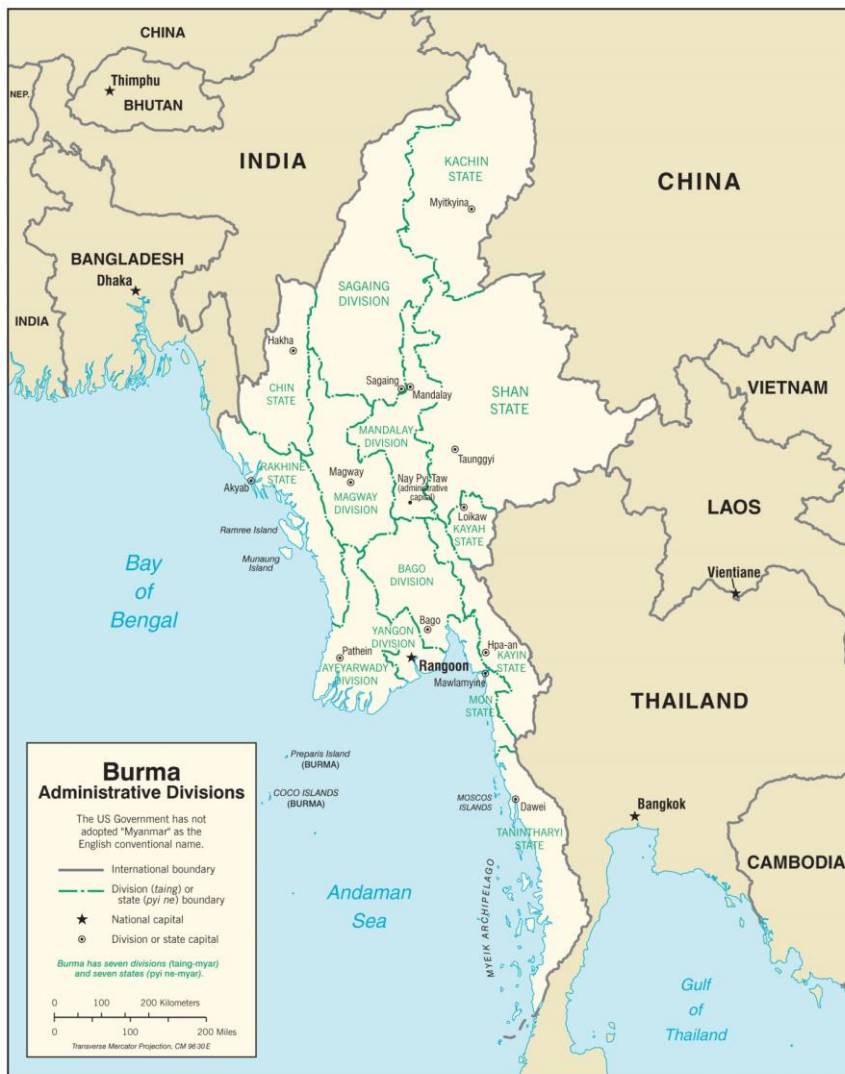 CHINA
Thimphu
BHUTAN
NEP.
INDIA
KACHIN
STATE
CHINA
Myitkyina
BANGLADESH
Dhaka
SAGAING
DIVISION
INDIA
Hakha
VIETNAM
CHIN
STATE
Sagaing
Mandalay
SHAN
STATE
MANDALAY
DIVISION
Taunggyi
RAKHINE
STATE
Magway
Nay Pyi Taw
(administrative
capital)
Akyab
MAGWAY
DIVISION
LAOS
Loikaw
KAYAH
STATE
Ramree Island
Munaung
Island
Bay
of
Bengal
BAGO
DIVISION
Vientiane
Bago
YANGON
DIVISION
Pathein
Rangoon
Hpa-an
KAYIN
STATE
AYEYARWADY
DIVISION
Mawlamyine
MON
STATE
THAILAND
Preparis Island
(BURMA)
COCO ISLANDS
(BURMA)
MOSCOS
ISLANDS
Dawei
Bangkok
TANINTHARYI
STATE
CAMBODIA
Andaman
Sea
MYEIK ARCHIPELAGO
Gulf
of
Thailand
Burma
Administrative Divisions
The US Government has not
adopted "Myanmar" as the
English conventional name.
International boundary
Division (taing) or
state (pyi ne) boundary
National capital
Division or state capital
Burma has seven divisions (taing-myar)
and seven states (pyi ne-myar).
0 100 200 Kilometers
0 100 200 Miles
Transverse Mercator Projection, CM 96 30 E